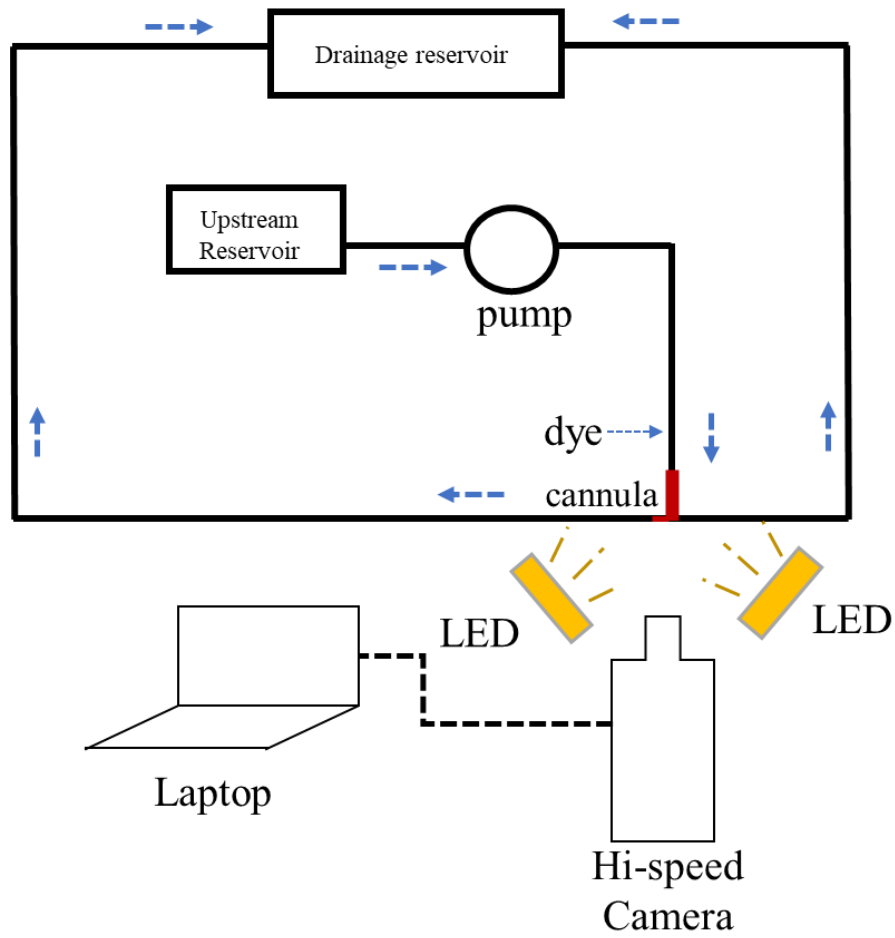 Drainage reservoir
Upstream
Reservoir
pump
dye
cannula
LED
LED
Laptop
Hi-speed
Camera